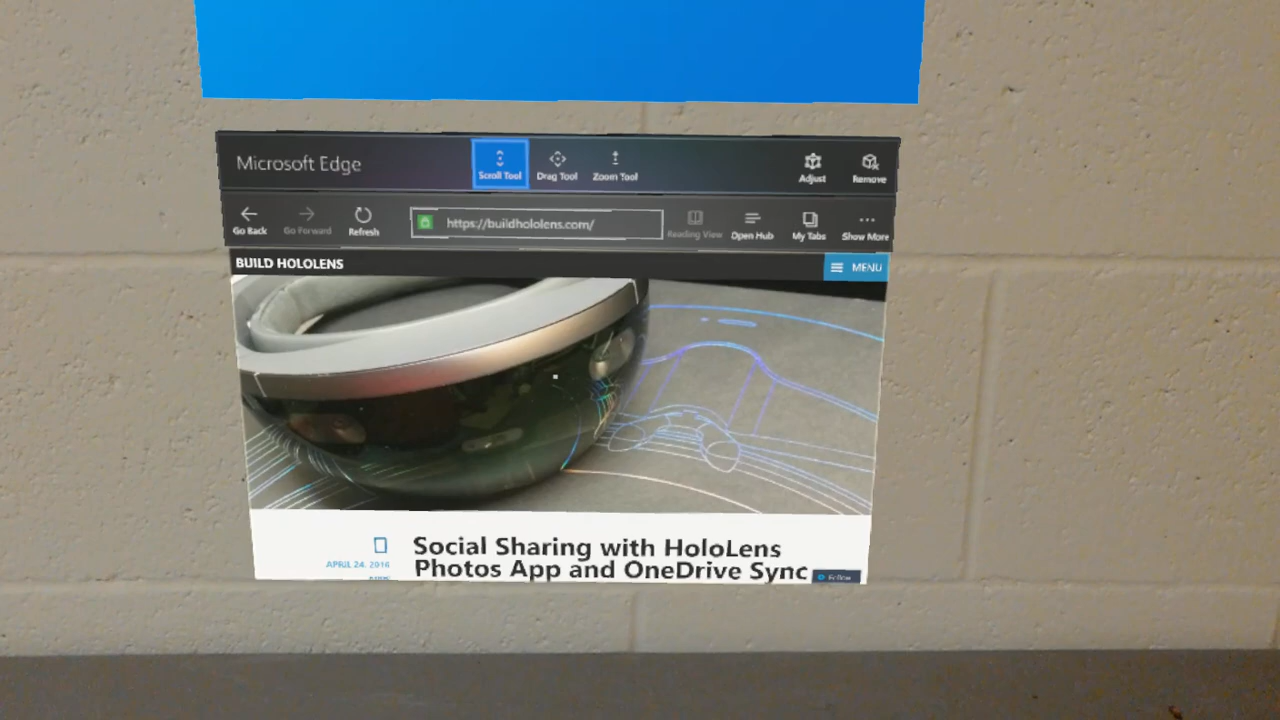 Microsoft Edge
Scroll Tool
Drag Tool
Zoom Tool
Adjust
Remove
Go Back
Go Forward
Refresh
https://buildhololens.com/
Reading View
Open Hub
My Tabs
Show More
BUILD HOLOLENS
MENU
Social Sharing with HoloLens
APRIL 24, 2016
Photos App and OneDrive Sync
Follow